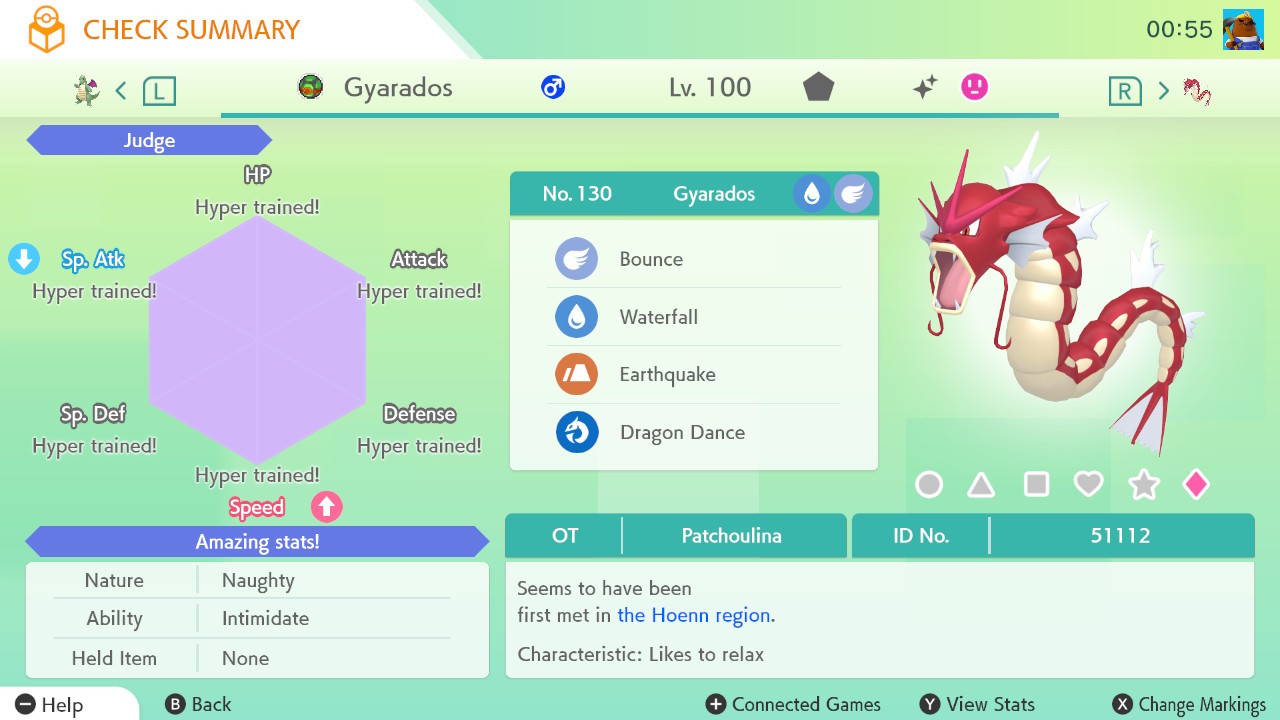 CHECK SUMMARY
00:55
L
Gyarados
Lv. 100
R
Judge
HP
Hyper trained!
Sp. Atk
Hyper trained!
Attack
Hyper trained!
Sp. Def
Hyper trained!
Defense
Hyper trained!
Hyper trained!
Speed
Amazing stats!
Nature Naughty
Ability Intimidate
Held Item None
No. 130 Gyarados
Bounce
Waterfall
Earthquake
Dragon Dance
OT Patchoulina
ID No. 51112
Seems to have been
first met in the Hoenn region.
Characteristic: Likes to relax
Help
B Back
Connected Games
Y View Stats
X Change Markings